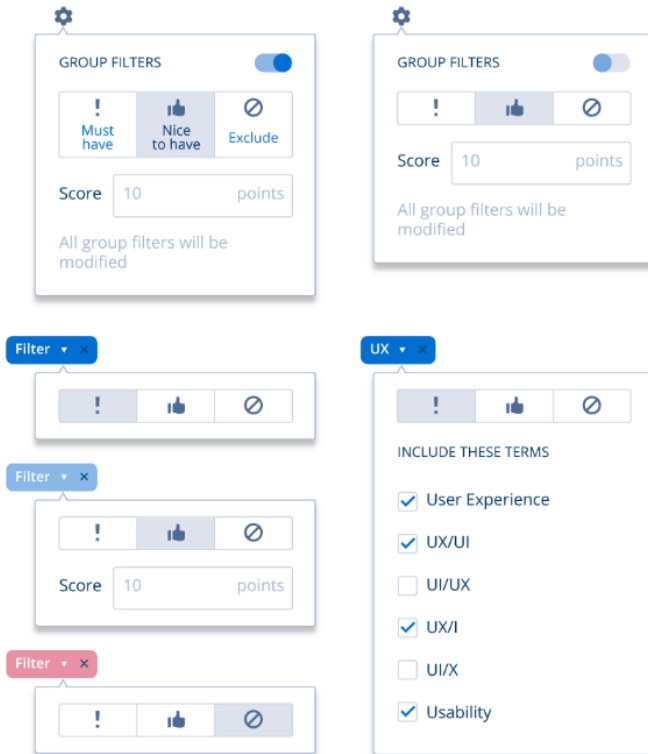 GROUP FILTERS
Must have
Nice to have
Exclude
Score 10 points
All group filters will be
modified
GROUP FILTERS
Score 10 points
All group filters will be
modified
Filter
Filter
Score 10 points
Filter
UX
INCLUDE THESE TERMS
User Experience
UX/UI
UI/UX
UX/I
UI/X
Usability